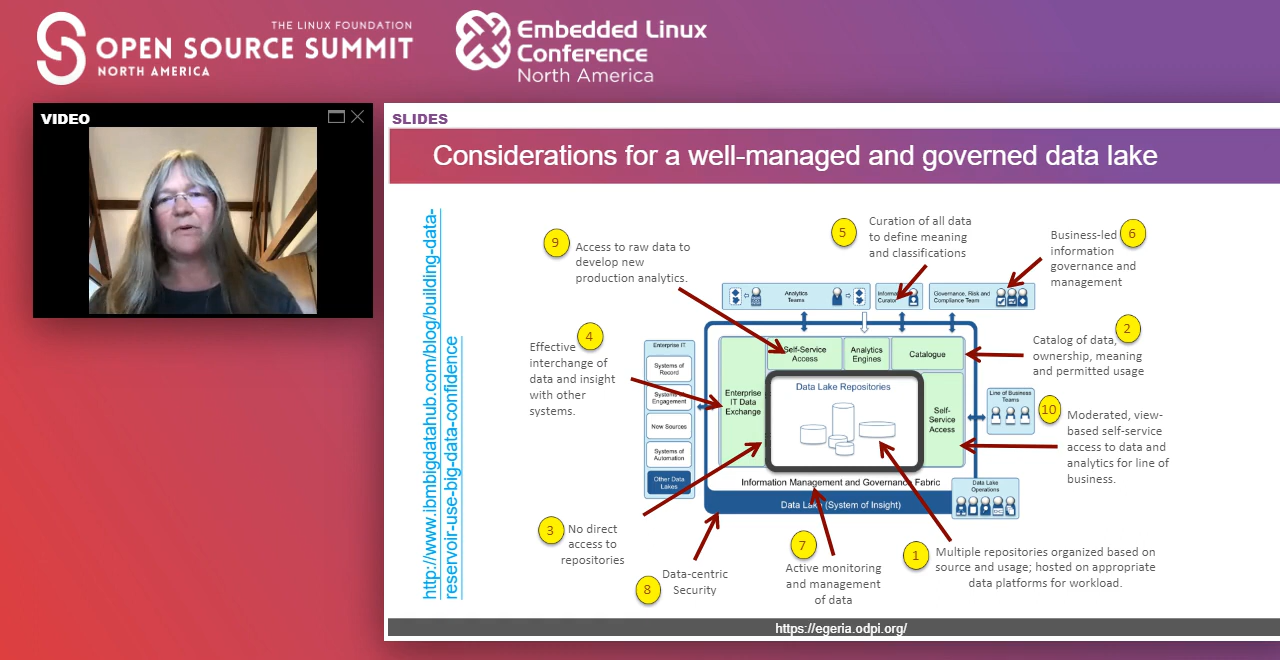 THE LINUX FOUNDATION
OPEN SOURCE SUMMIT
NORTH AMERICA
Embedded Linux
Conference
North America
VIDEO
SLIDES
Considerations for a well-managed and governed data lake
http://www.ibmbigdatahub.com/blog/building-data-
reservoir-use-big-data-confidence
9
Access to raw data to
develop new
production analytics.
5
Curation of all data
to define meaning
and classifications
6
Business-led
information
governance and
management
4
Effective
interchange of
data and insight
with other
systems.
2
Catalog of data,
ownership, meaning
and permitted usage
10
Moderated, view-
based self-service
access to data and
analytics for line of
business.
Analytics
Teams
Curator
Governance, Risk and
Compliance Team
Enterprise IT
Systems of
Record
Systems of
Engagement
New Sources
Systems of
Automation
Other Data
Lakes
Self-Service
Access
Analytics
Engines
Catalogue
Enterprise
IT Data
Exchange
Data Lake Repositories
Self-
Service
Access
Line of Business
Teams
Information Management and Governance Fabric
Data Lake (System of Insight)
Data Lake
Operations
3
No direct
access to
repositories
8
Data-centric
Security
7
Active monitoring
and management
of data
1
Multiple repositories organized based on
source and usage; hosted on appropriate
data platforms for workload.
https://egeria.odpi.org/